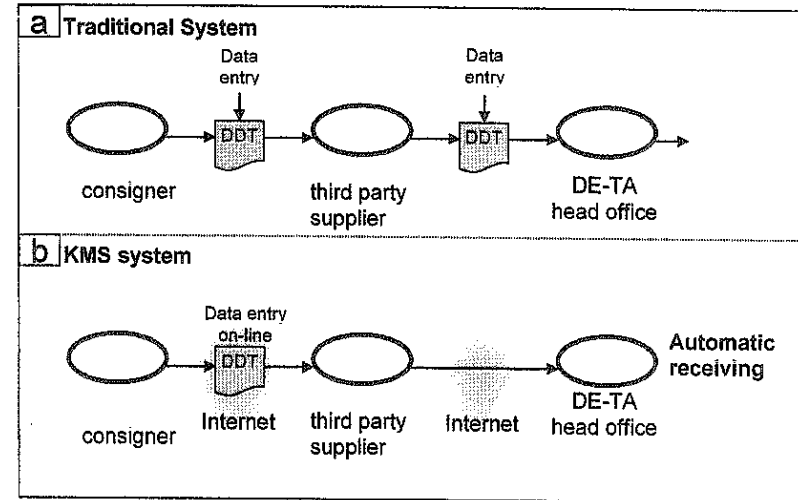 a Traditional System
Data
entry
Data
entry
DDT
DDT
consigner
third party
supplier
DE-TA
head office
b KMS system
Data entry
on-line
DDT
Automatic
receiving
Internet
Internet
consigner
third party
supplier
DE-TA
head office